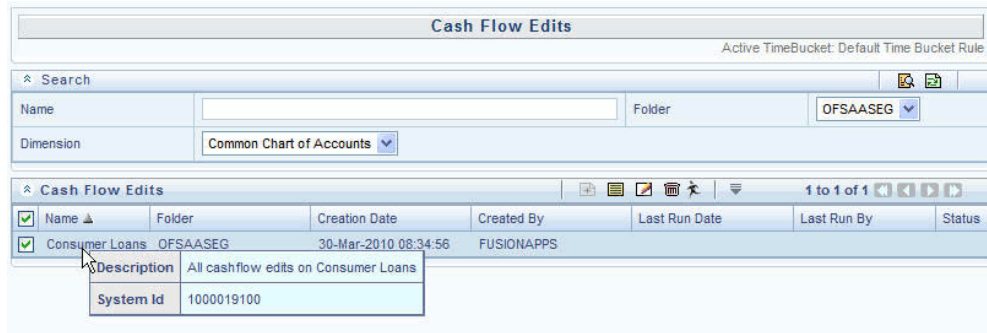 Cash Flow Edits
Active TimeBucket: Default Time Bucket Rule
Search
Name Folder OFSAASEG
Dimension Common Chart of Accounts
Cash Flow Edits 1 to 1 of 1
Name Folder Creation Date Created By Last Run Date Last Run By Status
Consumer Loans OFSAASEG 30-Mar-2010 08:34:56 FUSIONAPPS
Description All cashflow edits on Consumer Loans
System Id 1000019100